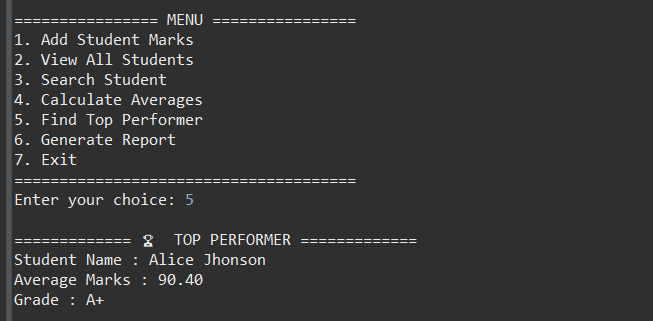 ================ MENU ================
1. Add Student Marks
2. View All Students
3. Search Student
4. Calculate Averages
5. Find Top Performer
6. Generate Report
7. Exit
======================================
Enter your choice: 5
============= 🏆 TOP PERFORMER =============
Student Name : Alice Jhonson
Average Marks : 90.40
Grade : A+